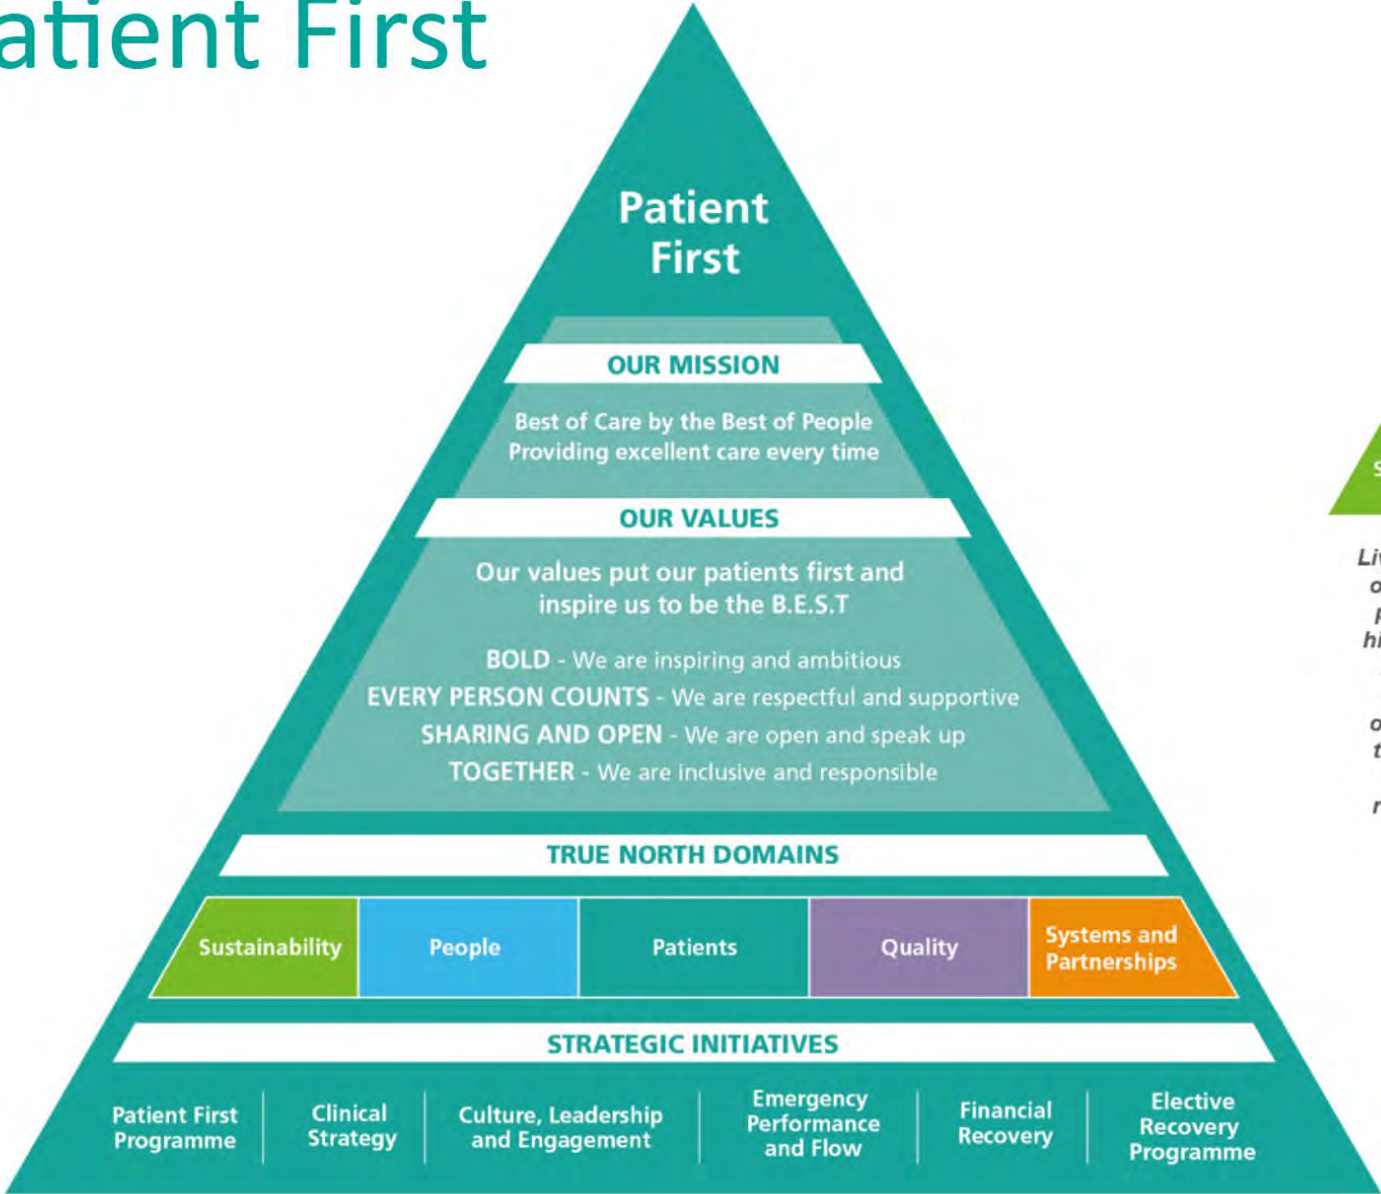 atient First
Patient
First
OUR MISSION
Best of Care by the Best of People
Providing excellent care every time
OUR VALUES
Our values put our patients first and
inspire us to be the B.E.S.T
BOLD - We are inspiring and ambitious
EVERY PERSON COUNTS - We are respectful and supportive
SHARING AND OPEN - We are open and speak up
TOGETHER - We are inclusive and responsible
TRUE NORTH DOMAINS
Sustainability
People
Patients
Quality
Systems and
Partnerships
STRATEGIC INITIATIVES
Patient First
Programme
Clinical
Strategy
Culture, Leadership
and Engagement
Emergency
Performance
and Flow
Financial
Recovery
Elective
Recovery
Programme